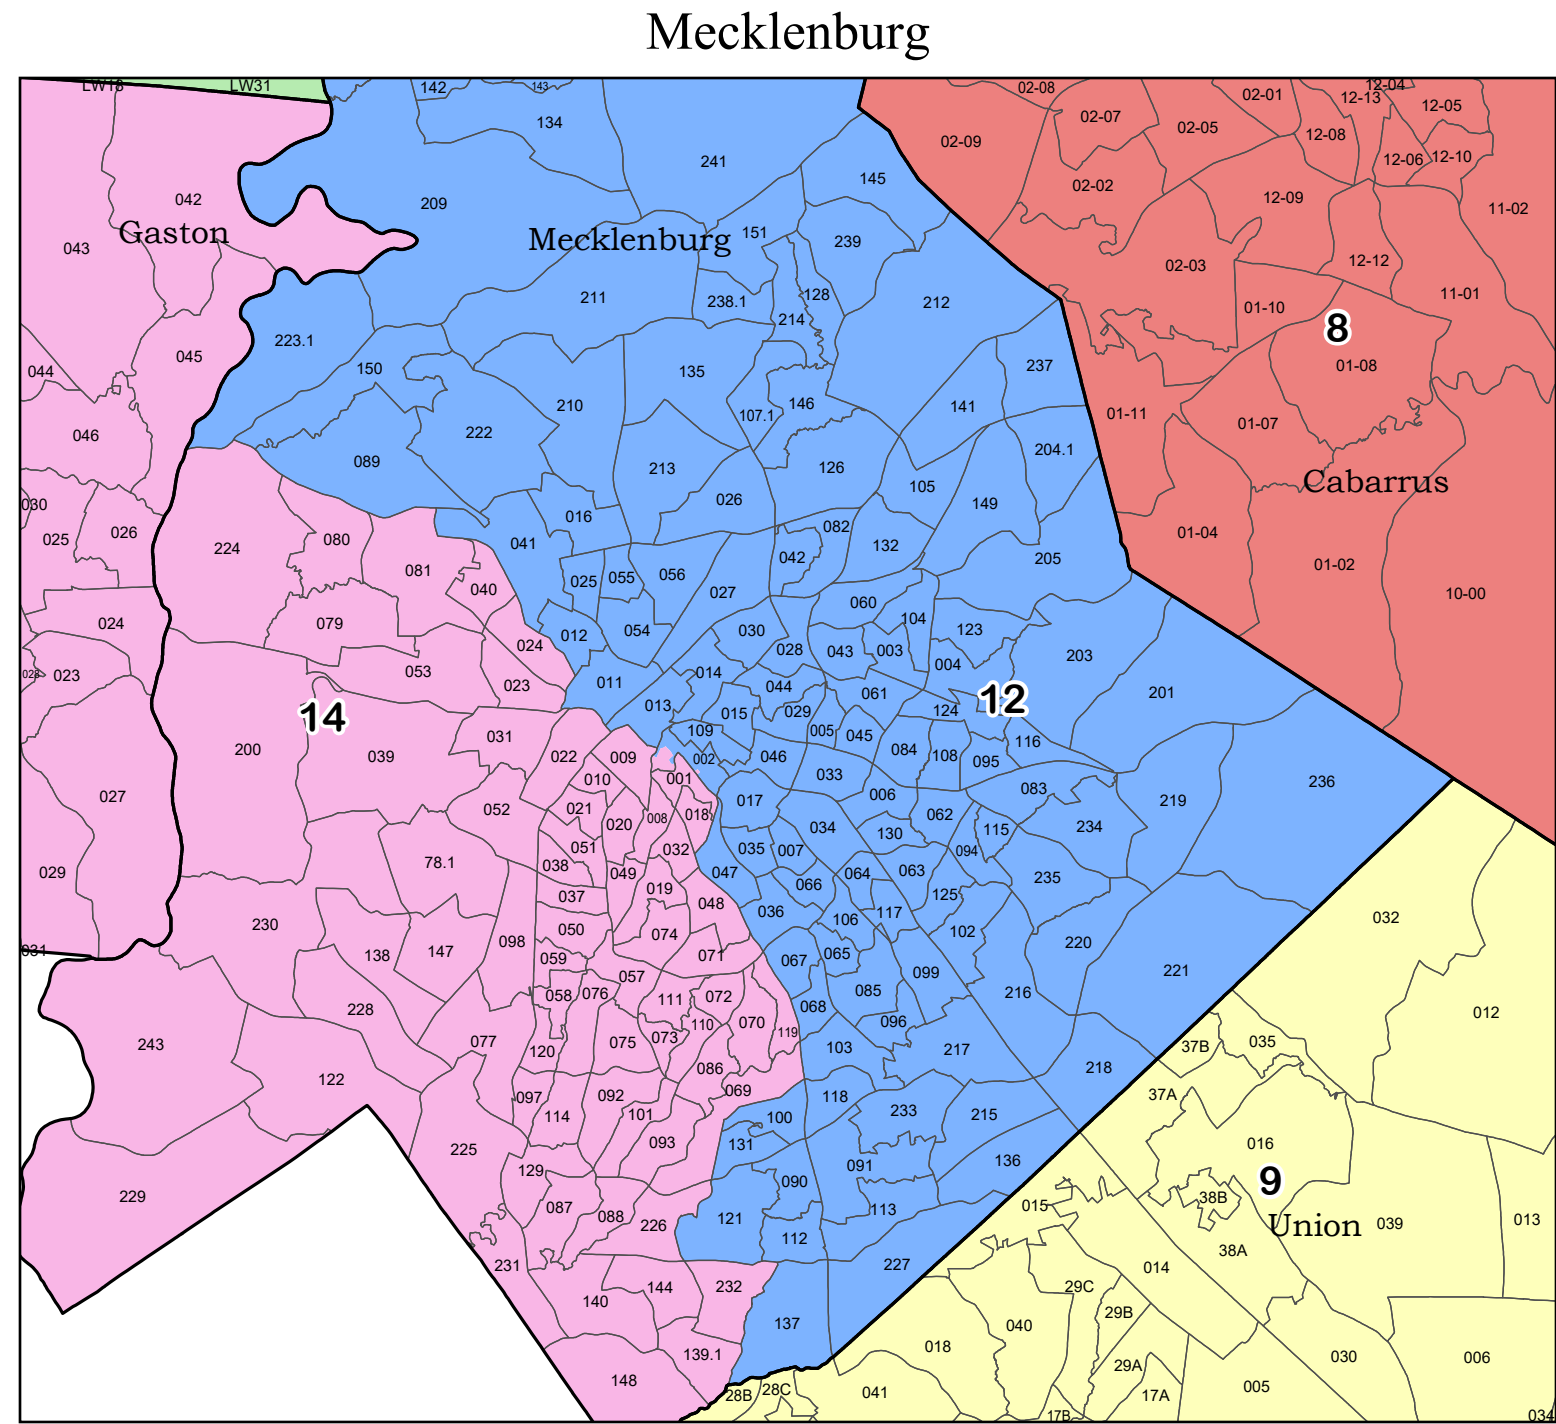 Mecklenburg
LW18 LW31 142 143 02-08 02-01 12-04
12-13 12-05
134 02-07 02-05 12-08
241 02-09 12-06 12-10
145 02-02
042 209 12-09 11-02
Gaston Mecklenburg 151 239
043 02-03 12-12
211 238.1 128 212 01-10 11-01
214 8
223.1
045 150 135 237 01-08
044
210 107.1 146 141 01-11 01-07
046 222
089 213 126 204.1
Cabarrus
026 105 149
030 016 082
025 026 224 080 041 042 132 205 01-04 01-02
081 025 055 056
040 027 060 10-00
024 079 012 054 030 104 123
024 028 043 003 004 203
023 053
028 023 011 014 044 061 201
14 013 015 029 124 12
200 031 109 005 045 084 116
039 022 009 002 046 108 095
027 010 001 033 083 236
052 021 020 008 018 017 006 062 219
034 130 115 234
78.1 051 032 035 007 094
029 038 049 047 064 063 235
037 019 066 125
230 048 036 106 117 032
050 074 102
138 147 098 059 071 065 220
031 057 067 099 221
058 076 111 072 085 216
228 110 070 068 096 012
243 077 120 075 073 119 103 217 37B 035
086 218
122 097 092 069 118 37A
114 101 100 233 215
225 093 131 016
129 091 136
229 090 9
087 088 226 121 113 015 38B Union 039 013
112 38A
231 227 014
144 232 29C
140 29B
137 040
139.1 018 29A 030 006
148 28B 28C 041 17A 005
17B 034